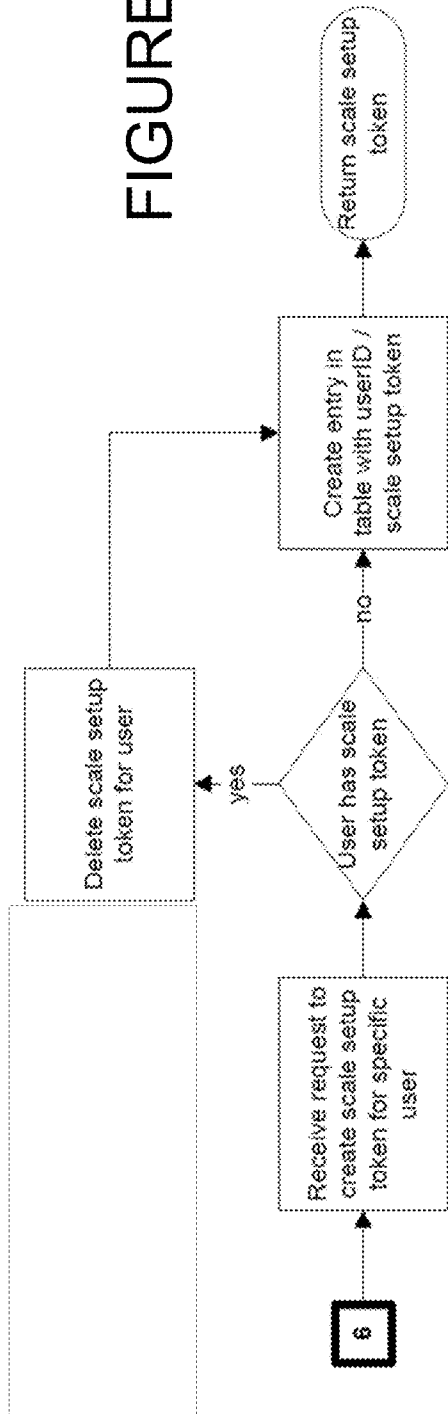 FIGURE
Delete scale setup
token for user
yes
6
Receive request to
create scale setup
token for specific
user
User has scale
setup token
no
Create entry in
table with userID /
scale setup token
Return scale setup
token